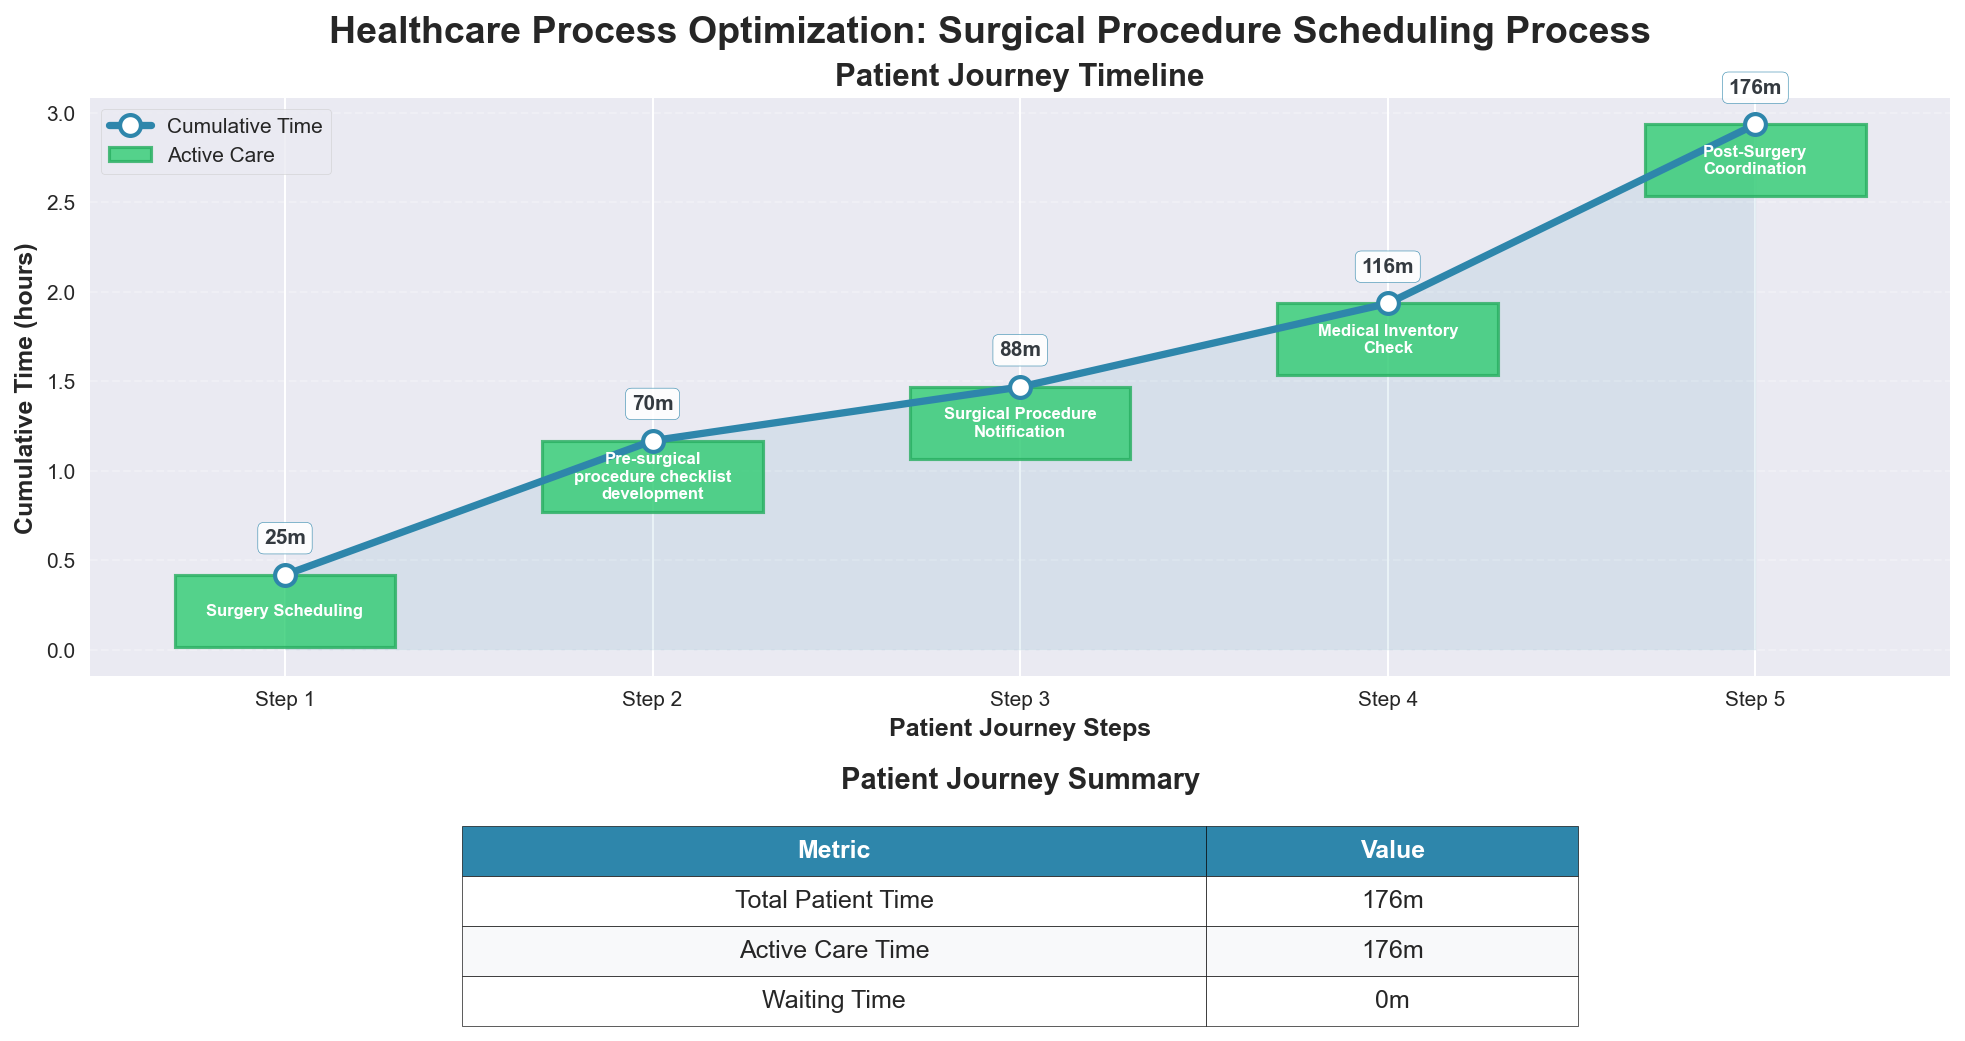 Healthcare Process Optimization: Surgical Procedure Scheduling Process
Patient Journey Timeline
Cumulative Time
Active Care
Cumulative Time (hours)
3.0
2.5
2.0
1.5
1.0
0.5
0.0
25m
Surgery Scheduling
70m
Pre-surgical
procedure checklist
development
88m
Surgical Procedure
Notification
116m
Medical Inventory
Check
176m
Post-Surgery
Coordination
Step 1 Step 2 Step 3 Step 4 Step 5
Patient Journey Steps
Patient Journey Summary
Metric Value
Total Patient Time 176m
Active Care Time 176m
Waiting Time 0m